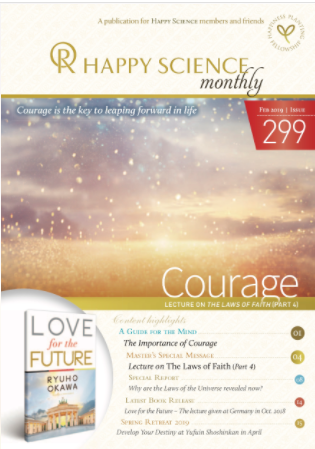 A publication for HAPPY SCIENCE members and friends
HAPPINESS PLANTING
FELLOWSHIP
R HAPPY SCIENCE
monthly
Courage is the key to leaping forward in life
FEB 2019 | ISSUE
299
Courage
LECTURE ON THE LAWS OF FAITH (PART 4)
Content highlights
A GUIDE FOR THE MIND 01
The Importance of Courage
MASTER'S SPECIAL MESSAGE 04
Lecture on The Laws of Faith (Part 4)
SPECIAL REPORT
Why are the Laws of the Universe revealed now?
LATEST BOOK RELEASE
Love for the Future – The lecture given at Germany in Oct. 2018
SPRING RETREAT 2019
Develop Your Destiny at Yufuin Shoshinkan in April
LOVE
for the
FUTURE
RYUHO
OKAWA